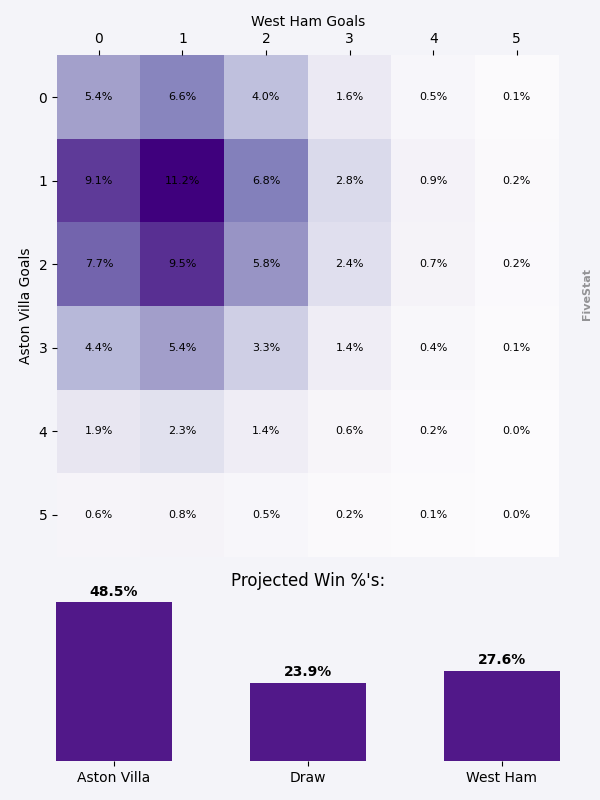 West Ham Goals
0 1 2 3 4 5
0 5.4% 6.6% 4.0% 1.6% 0.5% 0.1%
1 9.1% 11.2% 6.8% 2.8% 0.9% 0.2%
2 7.7% 9.5% 5.8% 2.4% 0.7% 0.2%
3 4.4% 5.4% 3.3% 1.4% 0.4% 0.1%
4 1.9% 2.3% 1.4% 0.6% 0.2% 0.0%
5 0.6% 0.8% 0.5% 0.2% 0.1% 0.0%
Aston Villa Goals
FiveStat
Projected Win %'s:
48.5% 23.9% 27.6%
Aston Villa Draw West Ham